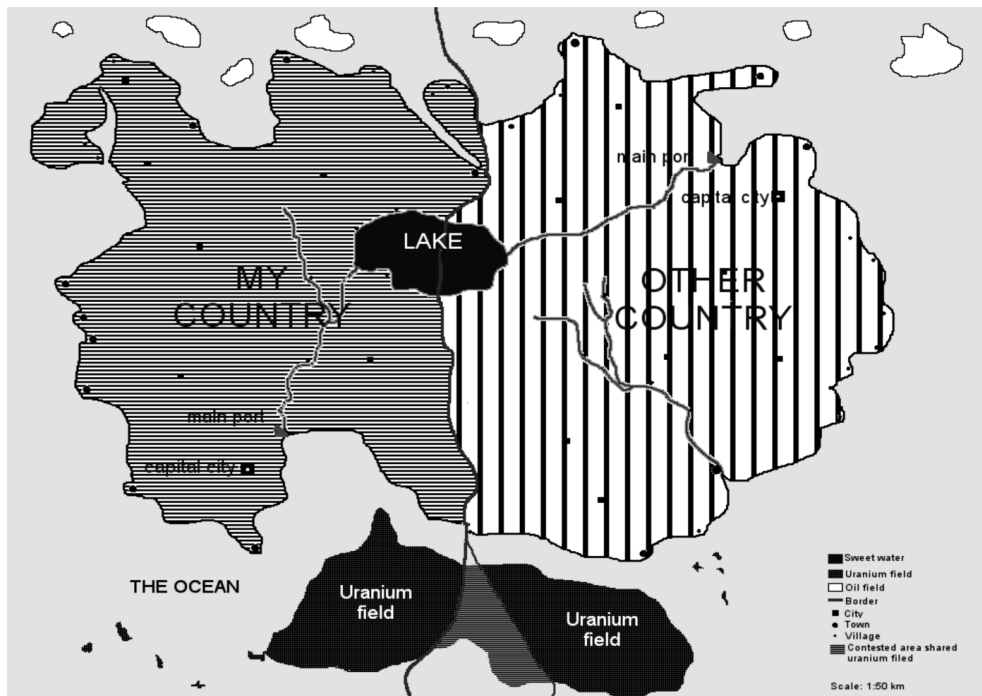 main port
capital city
LAKE
MY
COUNTRY
OTHER
COUNTRY
main port
capital city
THE OCEAN
Uranium
field
Uranium
field
Sweet water
Uranium field
Oil field
Border
City
Town
Village
Contested area shared
uranium filed
Scale: 1:50 km